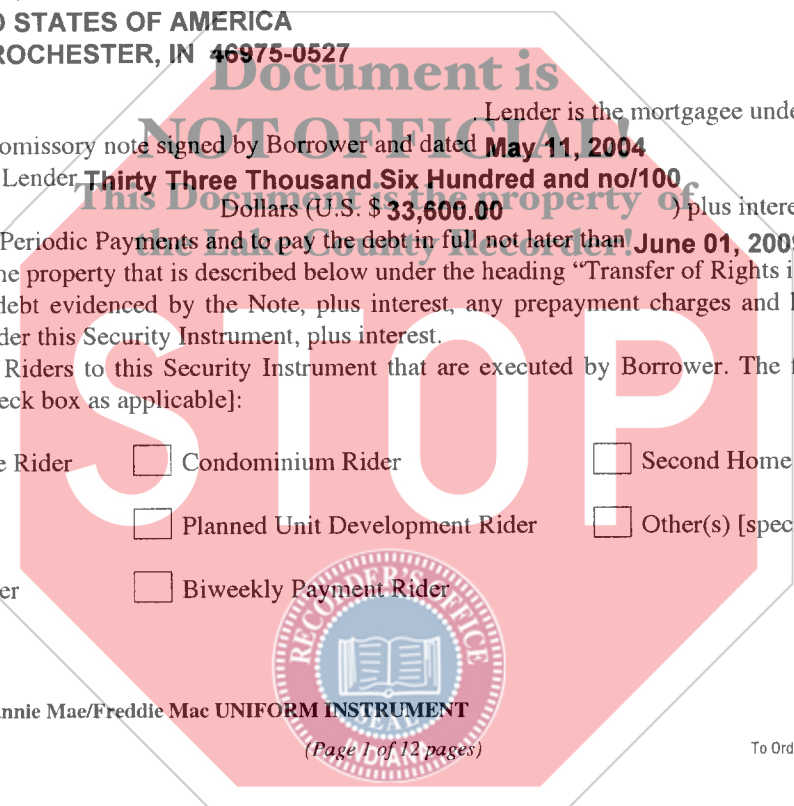 D STATES OF AMERICA
ROCHESTER, IN 46975-0527
Document is
. Lender is the mortgagee unde
NOT OFFICIAL!
omissory note signed by Borrower and dated May 11, 2004
Lender Thirty Three Thousand Six Hundred and no/100
This Document is the property of
Dollars (U.S. $ 33,600.00 ) plus intere
the Lake County Recorder!
Periodic Payments and to pay the debt in full not later than June 01, 2009
ne property that is described below under the heading “Transfer of Rights i
debt evidenced by the Note, plus interest, any prepayment charges and l
der this Security Instrument, plus interest.
Riders to this Security Instrument that are executed by Borrower. The f
eck box as applicable]:
STOP
e Rider Condominium Rider Second Home
Planned Unit Development Rider Other(s) [spec
er Biweekly Payment Rider
RECORDER'S OFFICE
SEAL
INDIANA
annie Mae/Freddie Mac UNIFORM INSTRUMENT
(Page 1 of 12 pages)
To Ord